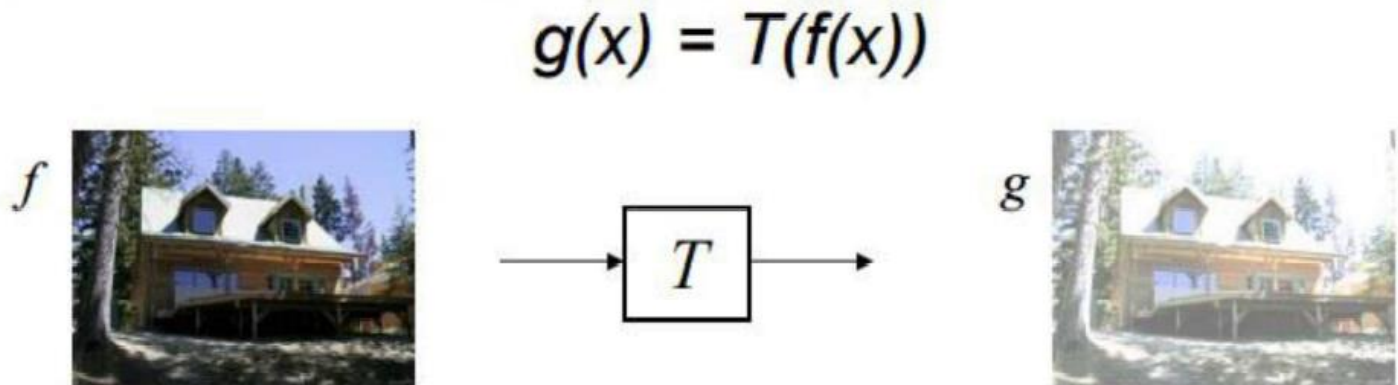 g(x) = T(f(x))
f
T
g